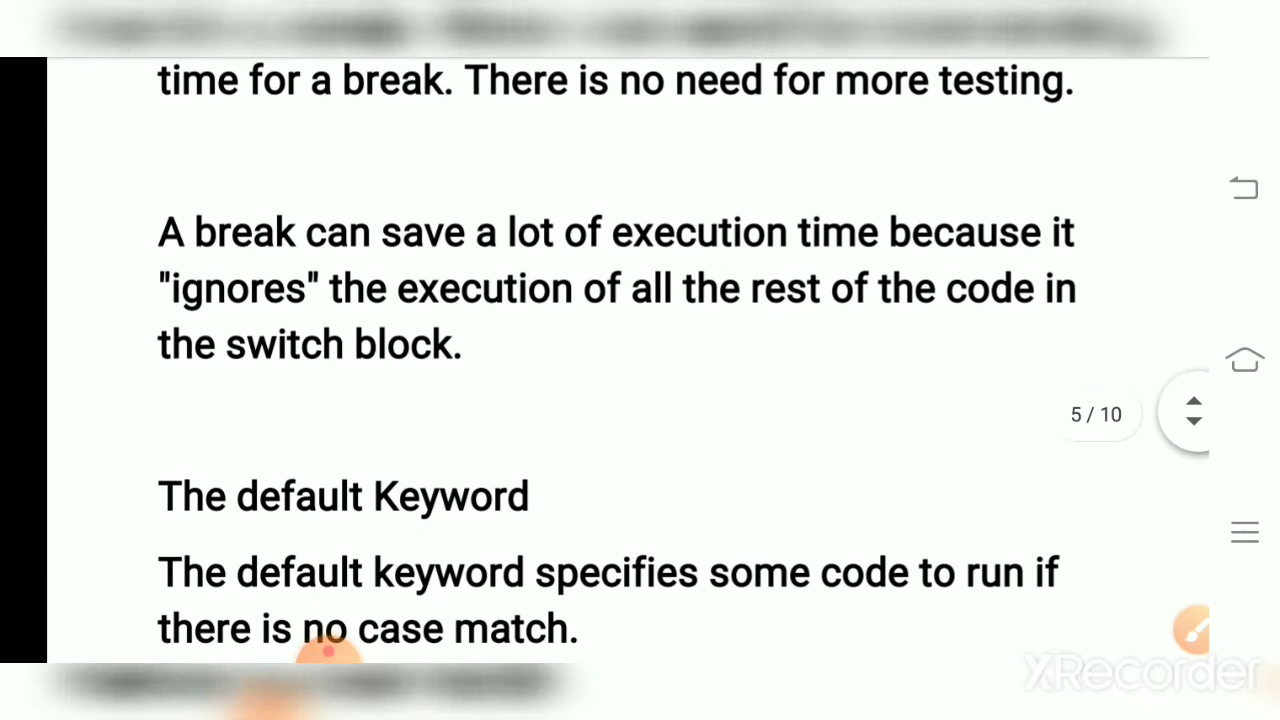 time for a break. There is no need for more testing.
A break can save a lot of execution time because it
"ignores" the execution of all the rest of the code in
the switch block.
5 / 10
The default Keyword
The default keyword specifies some code to run if
there is no case match.
XRecorder